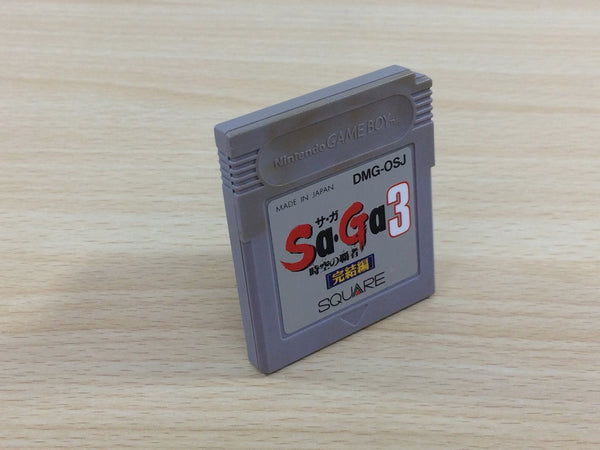 Nintendo GAME BOY™
DMG-OSJ
MADE IN JAPAN
サ・ガ
Sa・Ga3
時空の覇者
完結編
SQUARE